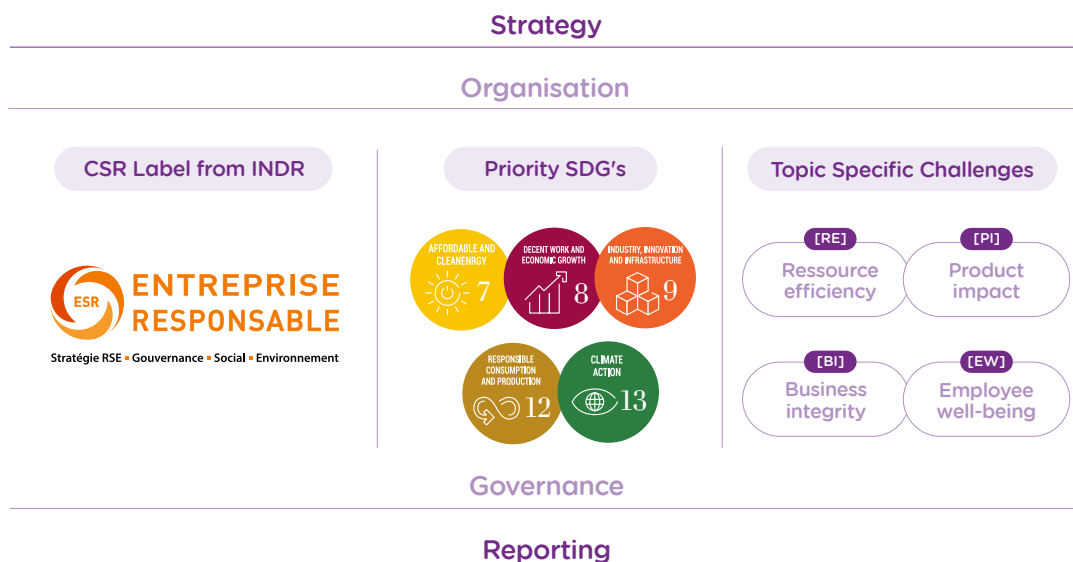 Strategy
Organisation
CSR Label from INDR
ESR
ENTREPRISE
RESPONSABLE
Stratégie RSE ▪ Gouvernance ▪ Social ▪ Environnement
Priority SDG's
AFFORDABLE AND
CLEANENRGY
7
DECENT WORK AND
ECONOMIC GROWTH
8
INDUSTRY, INNOVATION
AND INFRASTRUCTURE
9
RESPONSIBLE
CONSUMPTION
AND PRODUCTION
12
CLIMATE
ACTION
13
Topic Specific Challenges
[RE]
Ressource
efficiency
[PI]
Product
impact
[BI]
Business
integrity
[EW]
Employee
well-being
Governance
Reporting